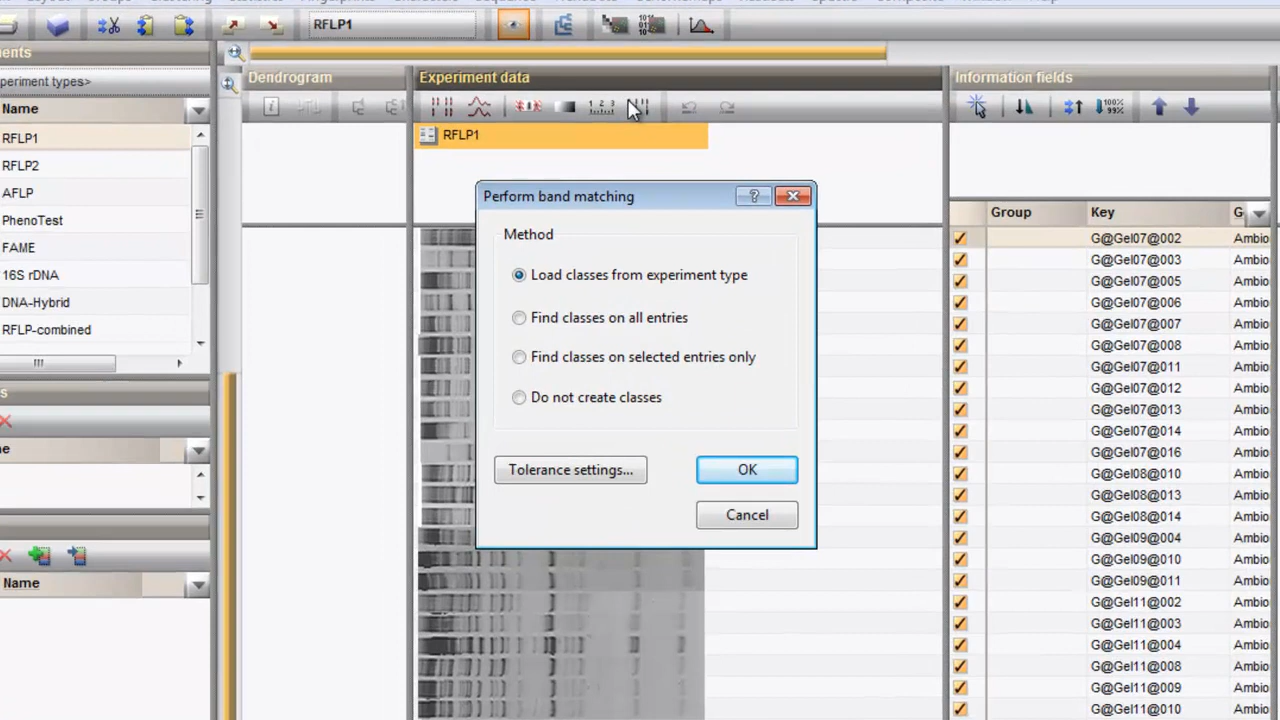 RFLP1
Dendrogram
Experiment data
Information fields
Name
RFLP1
RFLP2
AFLP
PhenoTest
FAME
16S rDNA
DNA-Hybrid
RFLP-combined
Name
RFLP1
Perform band matching
Method
Load classes from experiment type
Find classes on all entries
Find classes on selected entries only
Do not create classes
Tolerance settings...
OK
Cancel
Group Key G
G@Gel07@002 Ambio
G@Gel07@003 Ambio
G@Gel07@005 Ambio
G@Gel07@006 Ambio
G@Gel07@007 Ambio
G@Gel07@008 Ambio
G@Gel07@011 Ambio
G@Gel07@012 Ambio
G@Gel07@013 Ambio
G@Gel07@014 Ambio
G@Gel07@016 Ambio
G@Gel08@010 Ambio
G@Gel08@013 Ambio
G@Gel08@014 Ambio
G@Gel09@004 Ambio
G@Gel09@010 Ambio
G@Gel09@011 Ambio
G@Gel11@002 Ambio
G@Gel11@003 Ambio
G@Gel11@004 Ambio
G@Gel11@008 Ambio
G@Gel11@009 Ambio
G@Gel11@010 Ambio